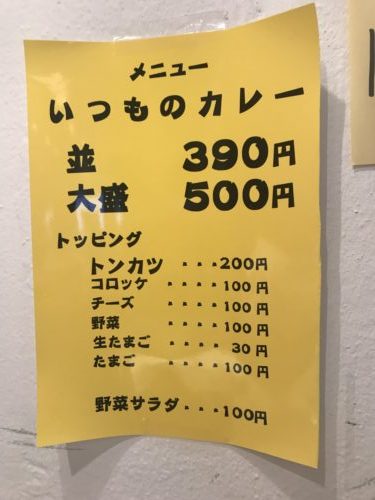 メニュー
いつものカレー
並 390円
大盛 500円
トッピング
トンカツ ・・・200円
コロッケ ・・・・100円
チーズ ・・・・100円
野菜 ・・・・100円
生たまご ・・・・30円
たまご ・・・・100円
野菜サラダ・・・100円